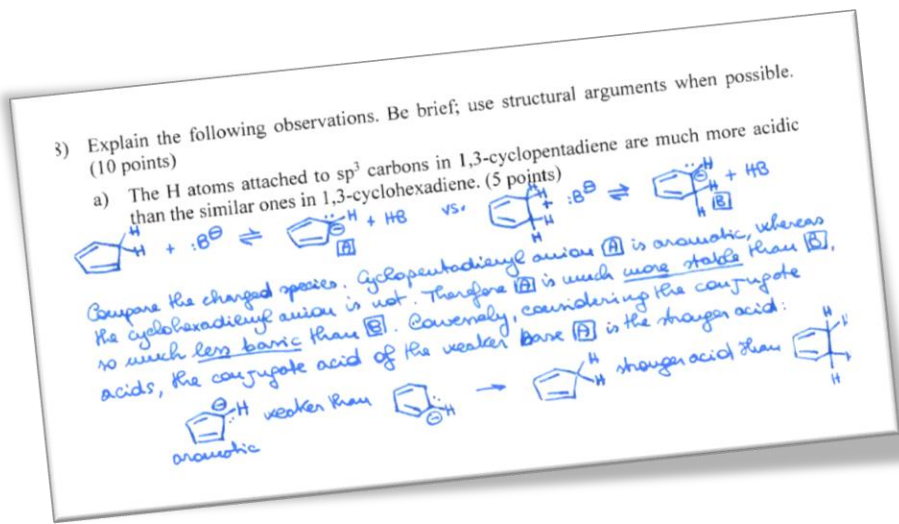 3) Explain the following observations. Be brief; use structural arguments when possible.
(10 points)
a) The H atoms attached to sp³ carbons in 1,3-cyclopentadiene are much more acidic
than the similar ones in 1,3-cyclohexadiene. (5 points)
H H + :B⊖ ⇌ ⊖ H + HB vs. H H H H + :B⊖ ⇌ ⊖ H H H + HB
A B
Compare the charged species. Cyclopentadienyl anion A is aromatic, whereas
the cyclohexadienyl anion is not. Therefore A is much more stable than B,
so much less basic than B. Conversely, considering the conjugate
acids, the conjugate acid of the weaker base A is the stronger acid:
⊖ H weaker than ⊖ H → H H stronger acid than H H H
aromatic